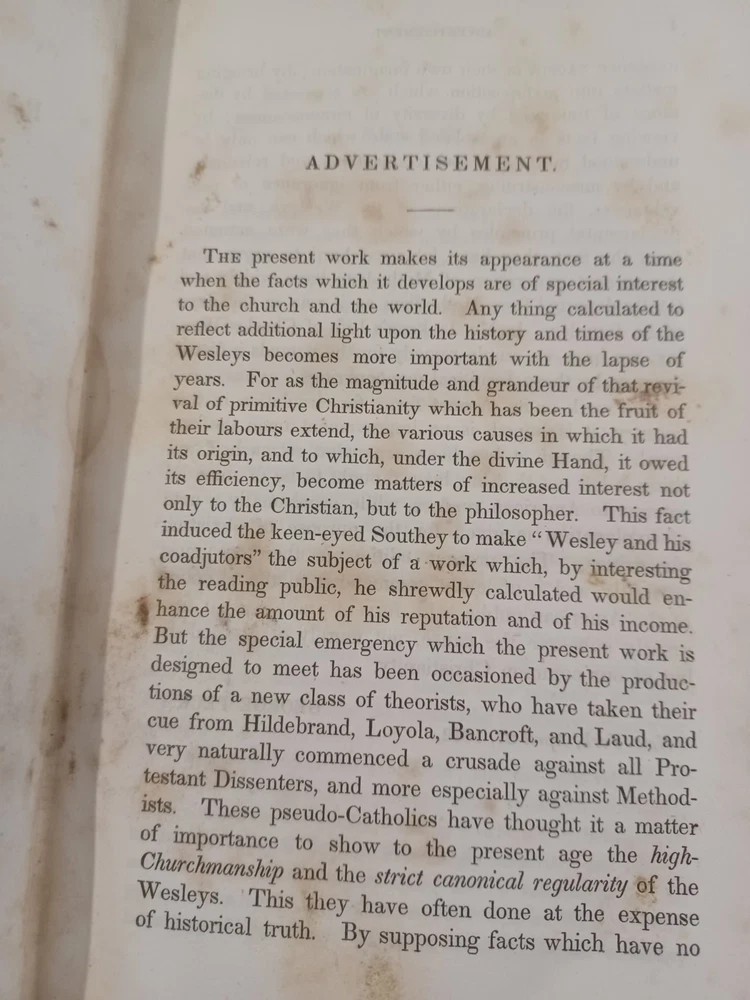 ADVERTISEMENT.
THE present work makes its appearance at a time
when the facts which it develops are of special interest
to the church and the world. Any thing calculated to
reflect additional light upon the history and times of the
Wesleys becomes more important with the lapse of
years. For as the magnitude and grandeur of that revi-
val of primitive Christianity which has been the fruit of
their labours extend, the various causes in which it had
its origin, and to which, under the divine Hand, it owed
its efficiency, become matters of increased interest not
only to the Christian, but to the philosopher. This fact
induced the keen-eyed Southey to make “Wesley and his
coadjutors” the subject of a work which, by interesting
the reading public, he shrewdly calculated would en-
hance the amount of his reputation and of his income.
But the special emergency which the present work is
designed to meet has been occasioned by the produc-
tions of a new class of theorists, who have taken their
cue from Hildebrand, Loyola, Bancroft, and Laud, and
very naturally commenced a crusade against all Pro-
testant Dissenters, and more especially against Method-
ists. These pseudo-Catholics have thought it a matter
of importance to show to the present age the high-
Churchmanship and the strict canonical regularity of the
Wesleys. This they have often done at the expense
of historical truth. By supposing facts which have no